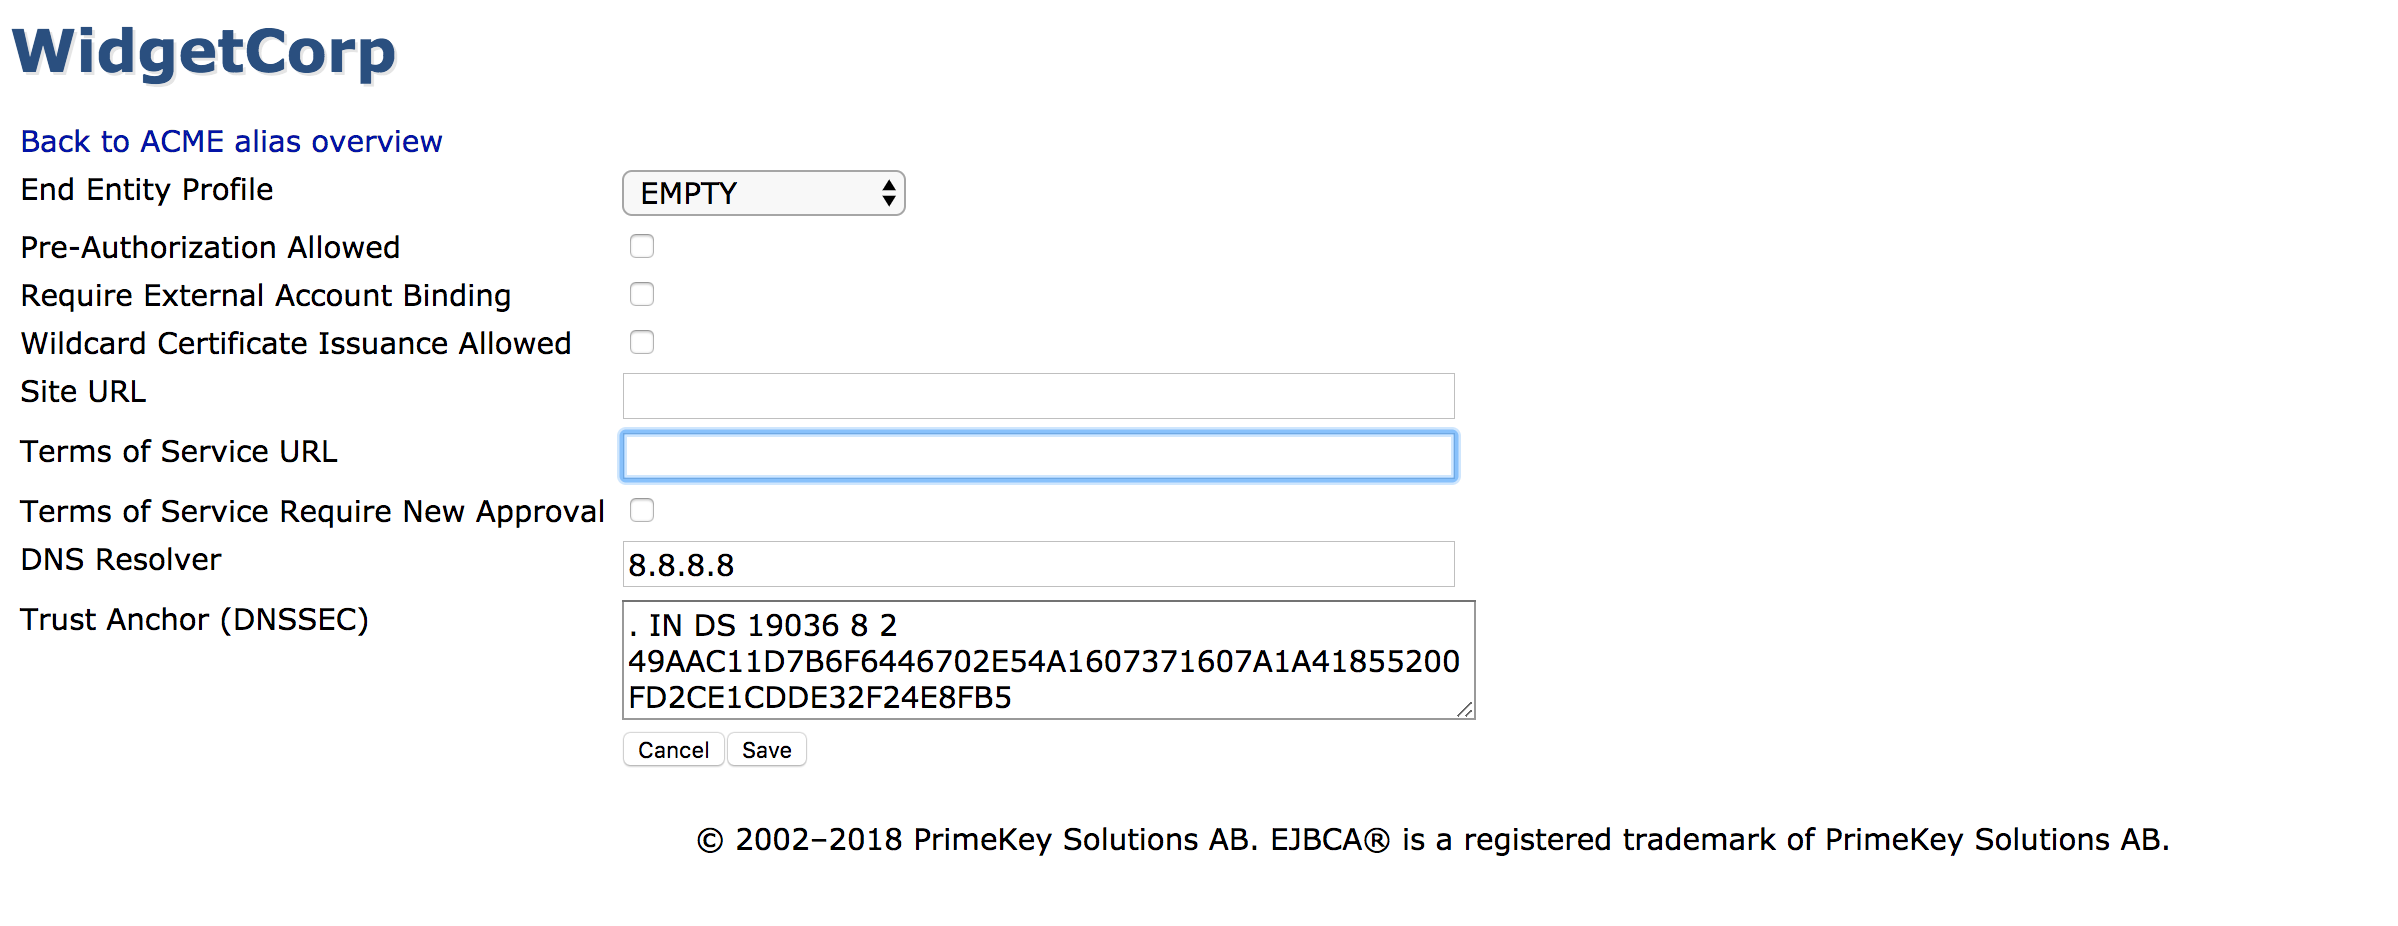 WidgetCorp
Back to ACME alias overview
End Entity Profile EMPTY
Pre-Authorization Allowed
Require External Account Binding
Wildcard Certificate Issuance Allowed
Site URL
Terms of Service URL
Terms of Service Require New Approval
DNS Resolver 8.8.8.8
Trust Anchor (DNSSEC) . IN DS 19036 8 2
49AAC11D7B6F6446702E54A1607371607A1A41855200
FD2CE1CDDE32F24E8FB5
Cancel Save
© 2002–2018 PrimeKey Solutions AB. EJBCA® is a registered trademark of PrimeKey Solutions AB.